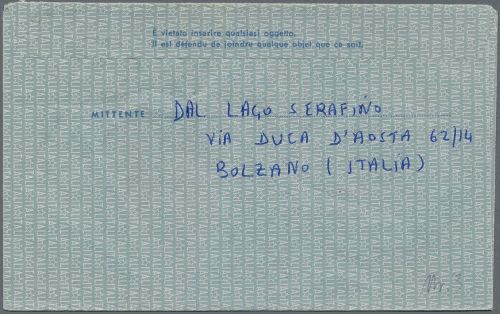 È vietato inserire qualsiasi oggetto.
Il est défendu de joindre quelque objet que ce soit.
MITTENTE DAL LAGO SERAFINO
VIA DUCA D'AOSTA 62/14
BOLZANO (ITALIA)